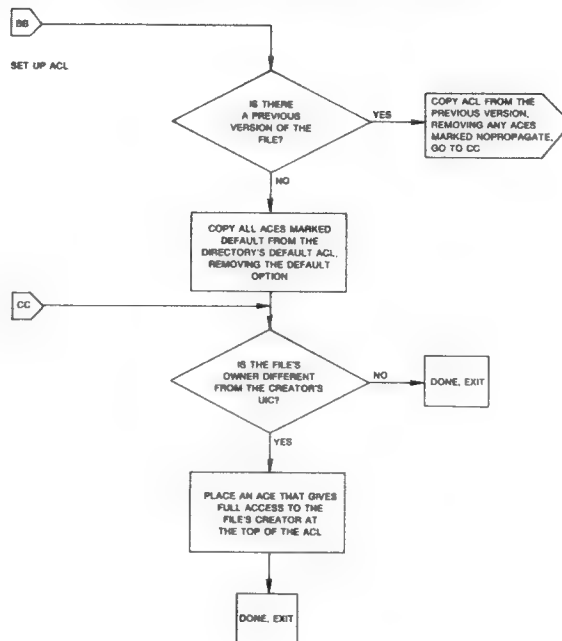 BB
SET UP ACL
IS THERE
A PREVIOUS
VERSION OF THE
FILE?
YES
COPY ACL FROM THE
PREVIOUS VERSION,
REMOVING ANY ACES
MARKED NOPROPAGATE,
GO TO CC
NO
COPY ALL ACES MARKED
DEFAULT FROM THE
DIRECTORY'S DEFAULT ACL,
REMOVING THE DEFAULT
OPTION
CC
IS THE FILE'S
OWNER DIFFERENT
FROM THE CREATOR'S
UIC?
NO
DONE, EXIT
YES
PLACE AN ACE THAT GIVES
FULL ACCESS TO THE
FILE'S CREATOR AT
THE TOP OF THE ACL
DONE, EXIT